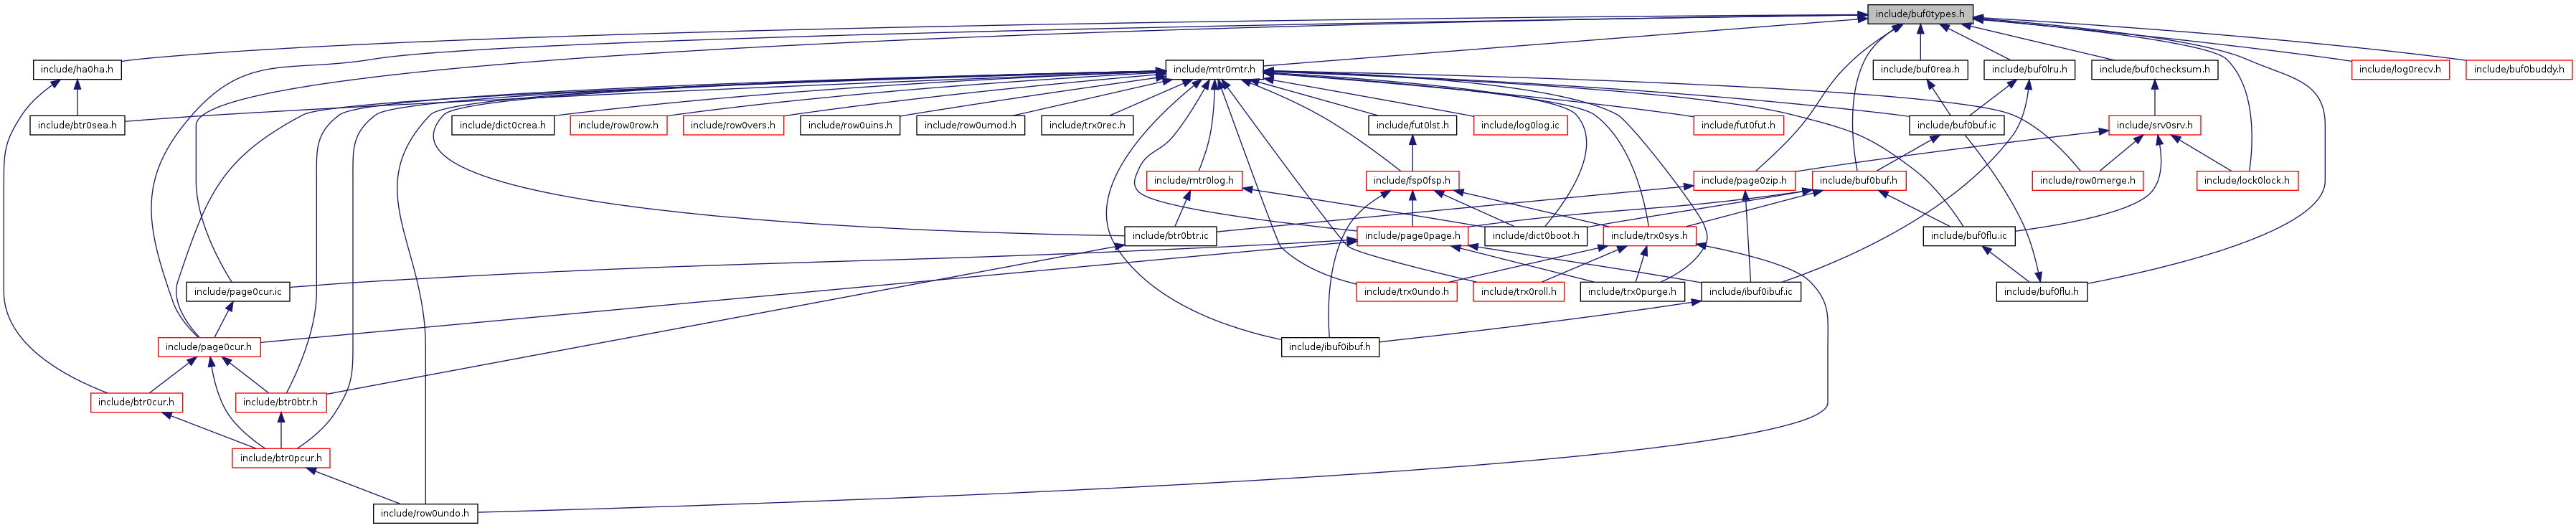 include/buf0types.h
include/ha0ha.h
include/mtr0mtr.h
include/buf0rea.h
include/buf0lru.h
include/buf0checksum.h
include/log0recv.h
include/buf0buddy.h
include/btr0sea.h
include/dict0crea.h
include/row0row.h
include/row0vers.h
include/row0uins.h
include/row0umod.h
include/trx0rec.h
include/fut0lst.h
include/log0log.ic
include/fut0fut.h
include/buf0buf.ic
include/srv0srv.h
include/mtr0log.h
include/fsp0fsp.h
include/page0zip.h
include/buf0buf.h
include/row0merge.h
include/lock0lock.h
include/btr0btr.ic
include/page0page.h
include/dict0boot.h
include/trx0sys.h
include/buf0flu.ic
include/page0cur.ic
include/trx0undo.h
include/trx0roll.h
include/trx0purge.h
include/ibuf0ibuf.ic
include/buf0flu.h
include/page0cur.h
include/ibuf0ibuf.h
include/btr0cur.h
include/btr0btr.h
include/btr0pcur.h
include/row0undo.h